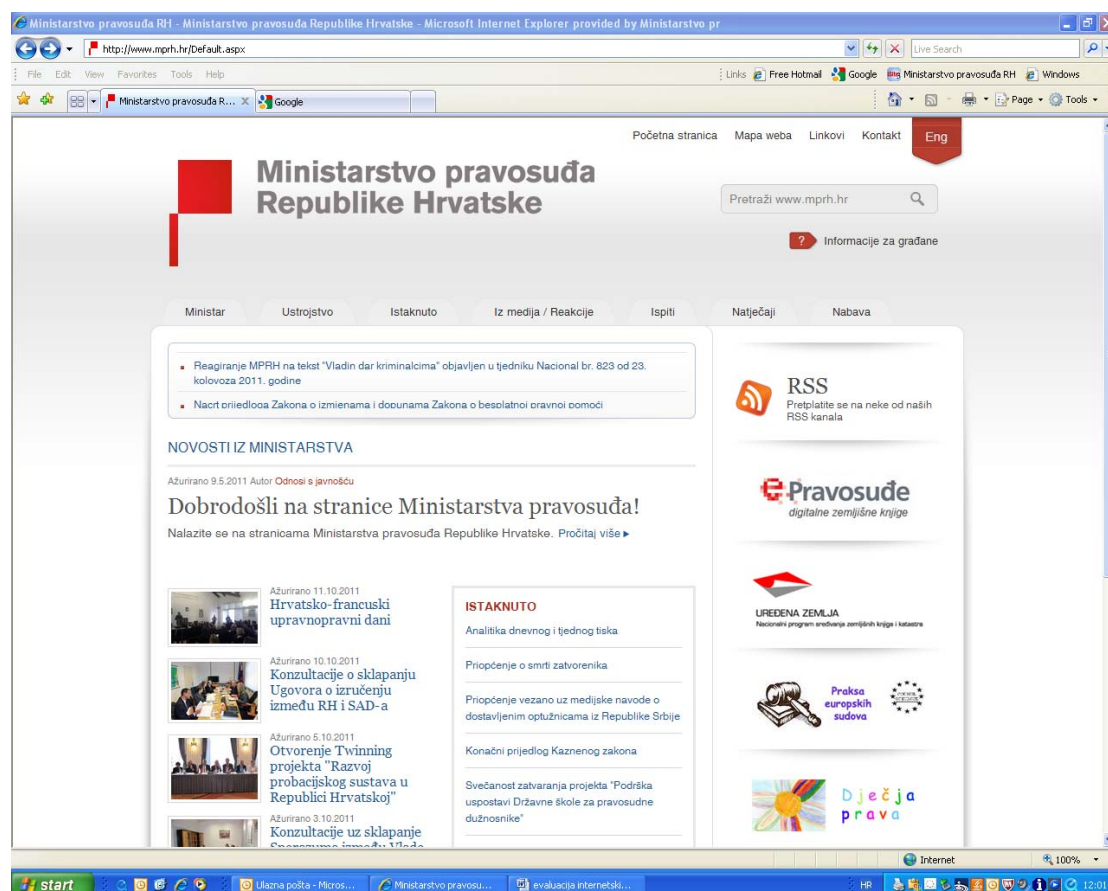 Ministarstvo pravosuđa RH - Ministarstvo pravosuđa Republike Hrvatske - Microsoft Internet Explorer provided by Ministarstvo pr
http://www.mprh.hr/Default.aspx
Live Search
File Edit View Favorites Tools Help
Links Free Hotmail Google Ministarstvo pravosuđa RH Windows
Ministarstvo pravosuđa R... Google
Page Tools
Početna stranica Mapa weba Linkovi Kontakt Eng
Ministarstvo pravosuđa
Republike Hrvatske
Pretraži www.mprh.hr
? Informacije za građane
Ministar Ustrojstvo Istaknuto Iz medija / Reakcije Ispiti Natječaji Nabava
Reagiranje MPRH na tekst "Vladin dar kriminalcima" objavljen u tjedniku Nacional br. 823 od 23.
kolovoza 2011. godine
Nacrt prijedloga Zakona o izmjenama i dopunama Zakona o besplatnoj pravnoj pomoći
NOVOSTI IZ MINISTARSTVA
Ažurirano 9.5.2011 Autor Odnosi s javnošću
Dobrodošli na stranice Ministarstva pravosuđa!
Nalazite se na stranicama Ministarstva pravosuđa Republike Hrvatske. Pročitaj više
Ažurirano 11.10.2011
Hrvatsko-francuski
upravnopravni dani
Ažurirano 10.10.2011
Konzultacije o sklapanju
Ugovora o izručenju
između RH i SAD-a
Ažurirano 5.10.2011
Otvorenje Twinning
projekta "Razvoj
probacijskog sustava u
Republici Hrvatskoj"
Ažurirano 3.10.2011
Konzultacije uz sklapanje
Sporazuma između Vlade
ISTAKNUTO
Analitika dnevnog i tjednog tiska
Priopćenje o smrti zatvorenika
Priopćenje vezano uz medijske navode o
dostavljenim optužnicama iz Republike Srbije
Konačni prijedlog Kaznenog zakona
Svečanost zatvaranja projekta "Podrška
uspostavi Državne škole za pravosudne
dužnosnike"
RSS
Pretplatite se na neke od naših
RSS kanala
e-Pravosuđe
digitalne zemljišne knjige
UREĐENA ZEMLJA
Nacionalni program sređivanja zemljišnih knjiga i katastra
Praksa
europskih
sudova
Dječja
prava
Internet 100%
start Ulazna pošta - Micros... Ministarstvo pravosu... evaluacija internetski... HR 12:01